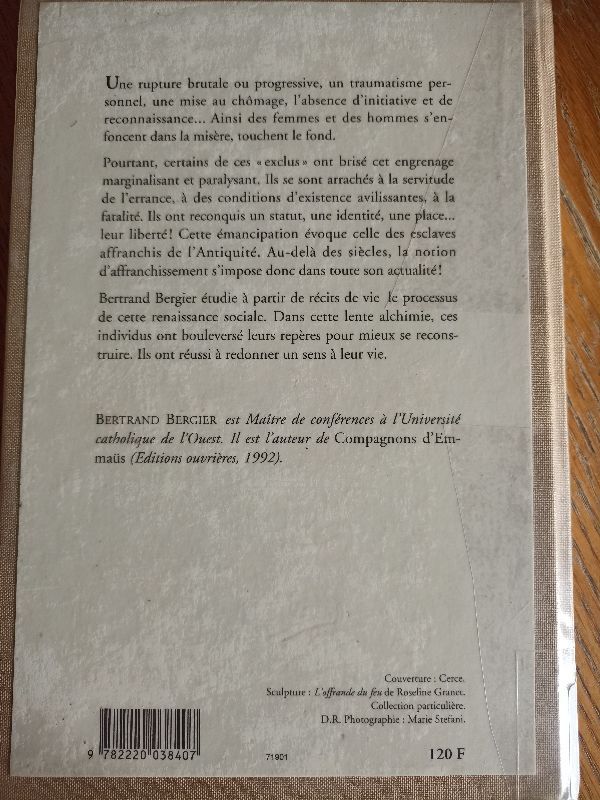 Une rupture brutale ou progressive, un traumatisme per-
sonnel, une mise au chômage, l'absence d'initiative et de
reconnaissance... Ainsi des femmes et des hommes s'en-
foncent dans la misère, touchent le fond.
Pourtant, certains de ces « exclus » ont brisé cet engrenage
marginalisant et paralysant. Ils se sont arrachés à la servitude
de l'errance, à des conditions d'existence avilissantes, à la
fatalité. Ils ont reconquis un statut, une identité, une place...
leur liberté! Cette émancipation évoque celle des esclaves
affranchis de l'Antiquité. Au-delà des siècles, la notion
d'affranchissement s'impose donc dans toute son actualité!
Bertrand Bergier étudie à partir de récits de vie le processus
de cette renaissance sociale. Dans cette lente alchimie, ces
individus ont bouleversé leurs repères pour mieux se recons-
truire. Ils ont réussi à redonner un sens à leur vie.
BERTRAND BERGIER est Maître de conférences à l'Université
catholique de l'Ouest. Il est l'auteur de Compagnons d'Em-
maüs (Editions ouvrières, 1992).
Couverture : Cerce.
Sculpture : L'offrande du feu de Roseline Granet.
Collection particulière.
D.R. Photographie : Marie Stefani.
9 782220 038407
71901
120 F